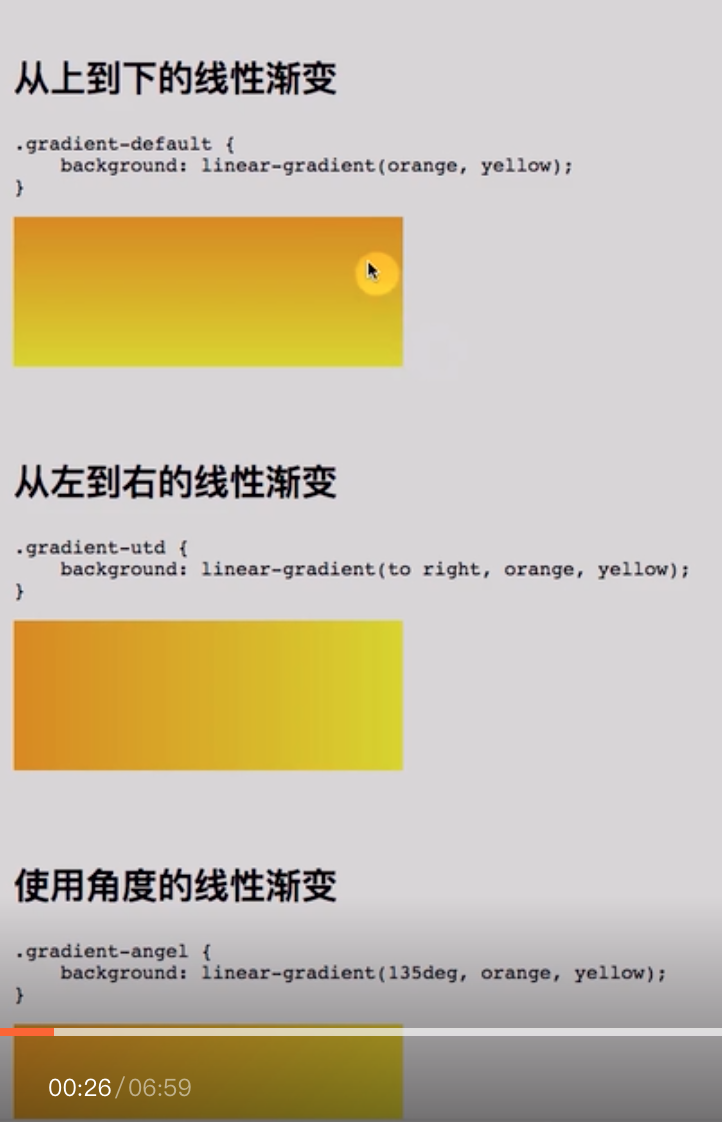 从上到下的线性渐变
.gradient-default {
    background: linear-gradient(orange, yellow);
}
从左到右的线性渐变
.gradient-utd {
    background: linear-gradient(to right, orange, yellow);
}
使用角度的线性渐变
.gradient-angel {
    background: linear-gradient(135deg, orange, yellow);
}
00:26/06:59